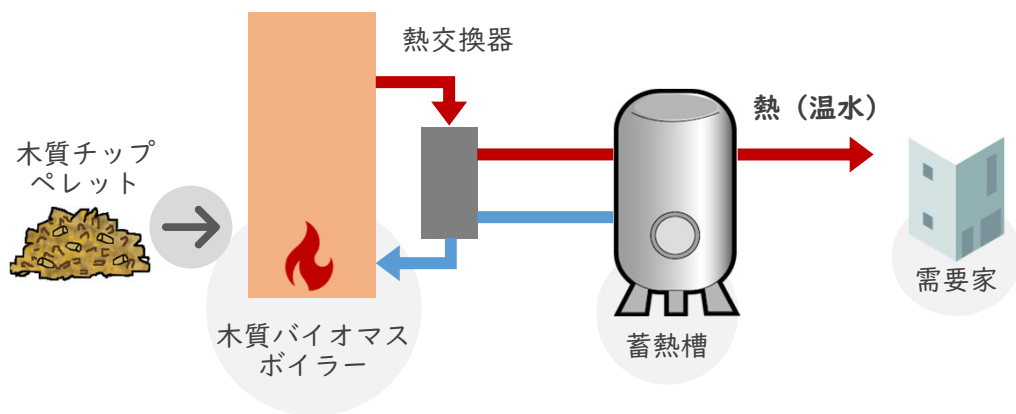 木質チップ
ペレット
木質バイオマス
ボイラー
熱交換器
蓄熱槽
熱（温水）
需要家